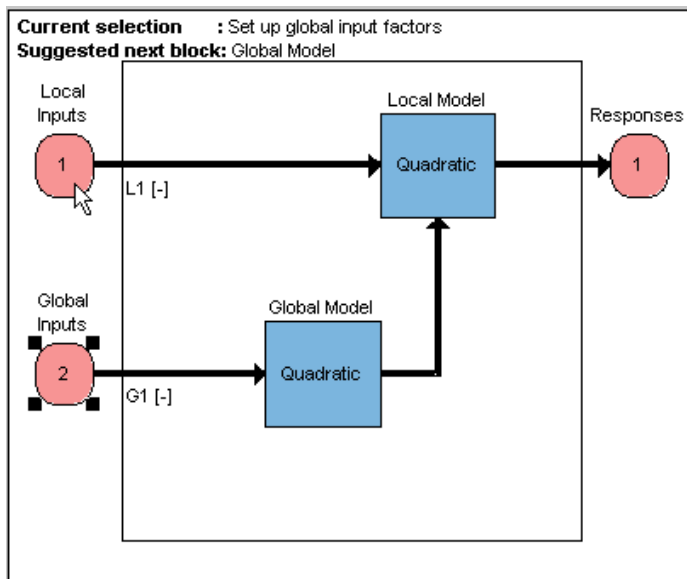 Current selection : Set up global input factors
Suggested next block: Global Model
Local
Inputs
Local Model
Responses
1
Quadratic
1
L1 [-]
Global
Inputs
Global Model
2
Quadratic
G1 [-]